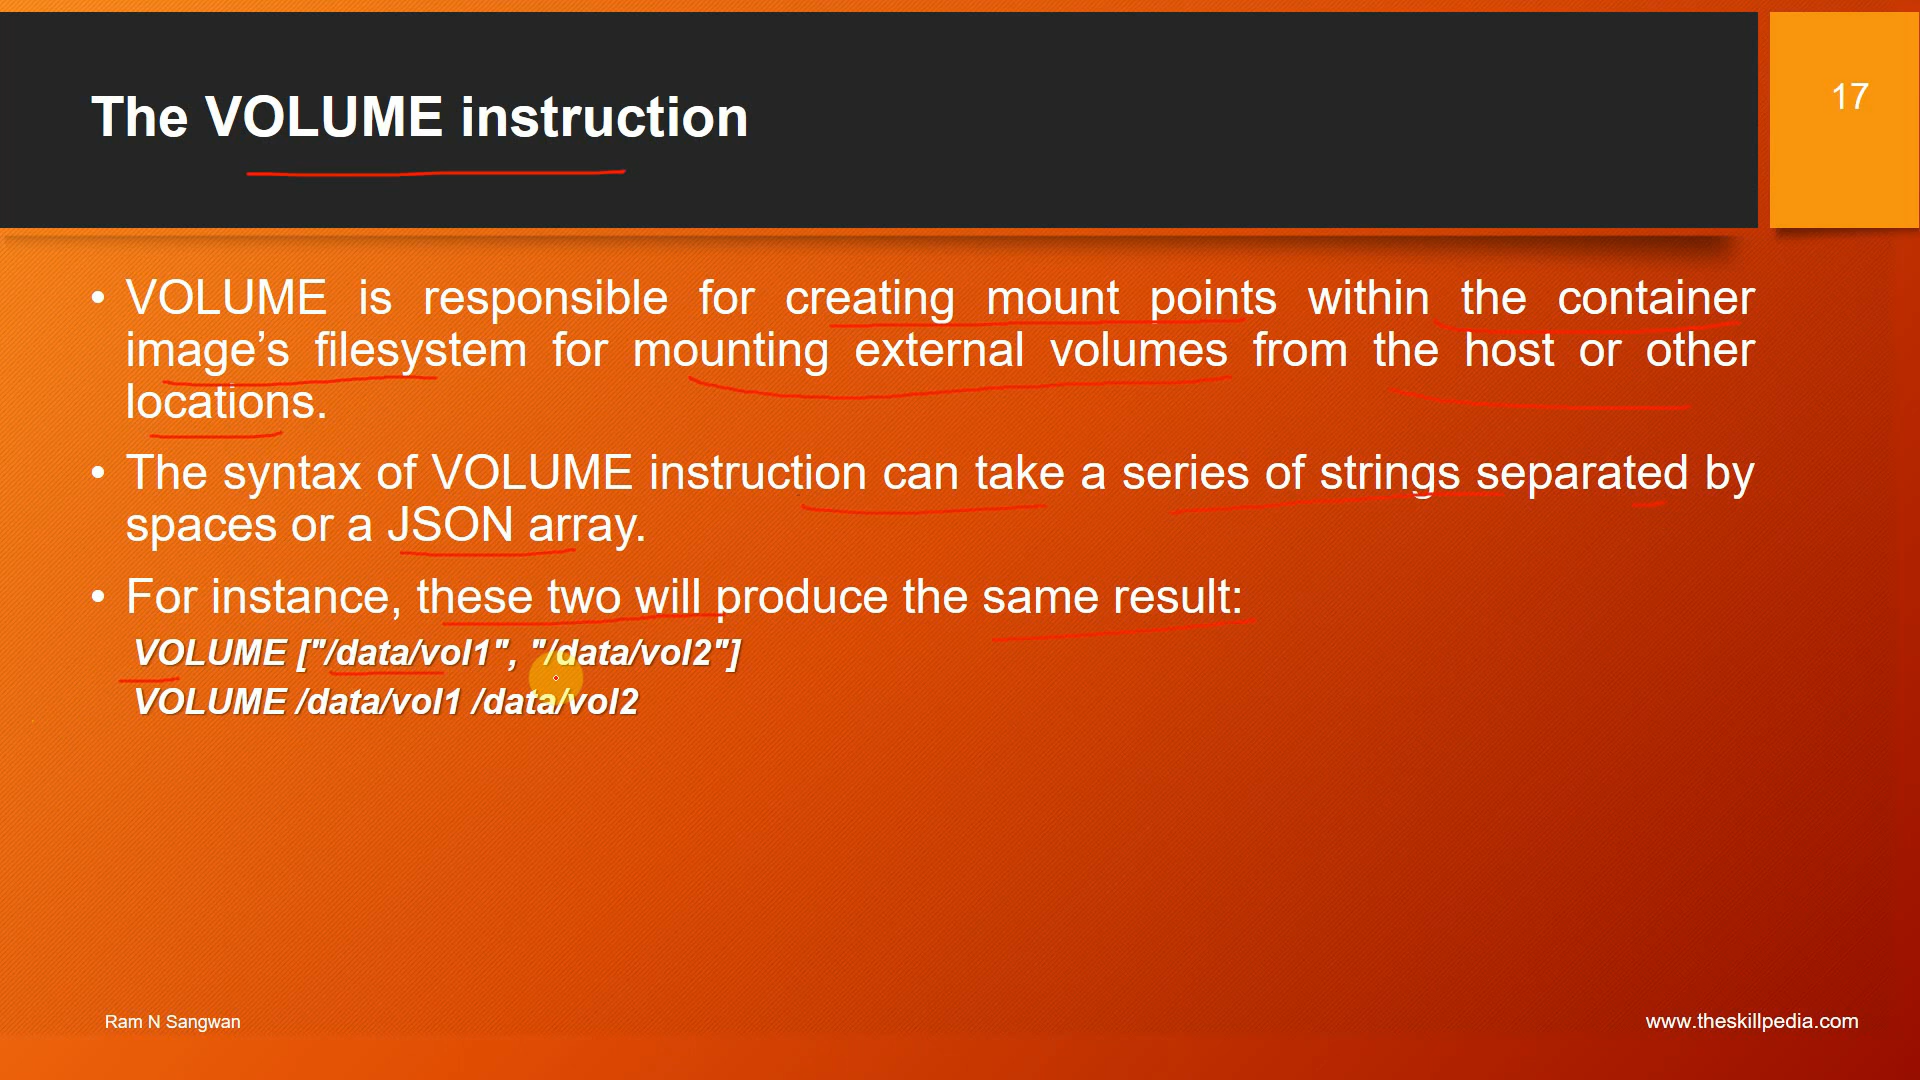 The VOLUME instruction
17
• VOLUME is responsible for creating mount points within the container
image’s filesystem for mounting external volumes from the host or other
locations.
• The syntax of VOLUME instruction can take a series of strings separated by
spaces or a JSON array.
• For instance, these two will produce the same result:
VOLUME ["/data/vol1", "/data/vol2"]
VOLUME /data/vol1 /data/vol2
Ram N Sangwan
www.theskillpedia.com